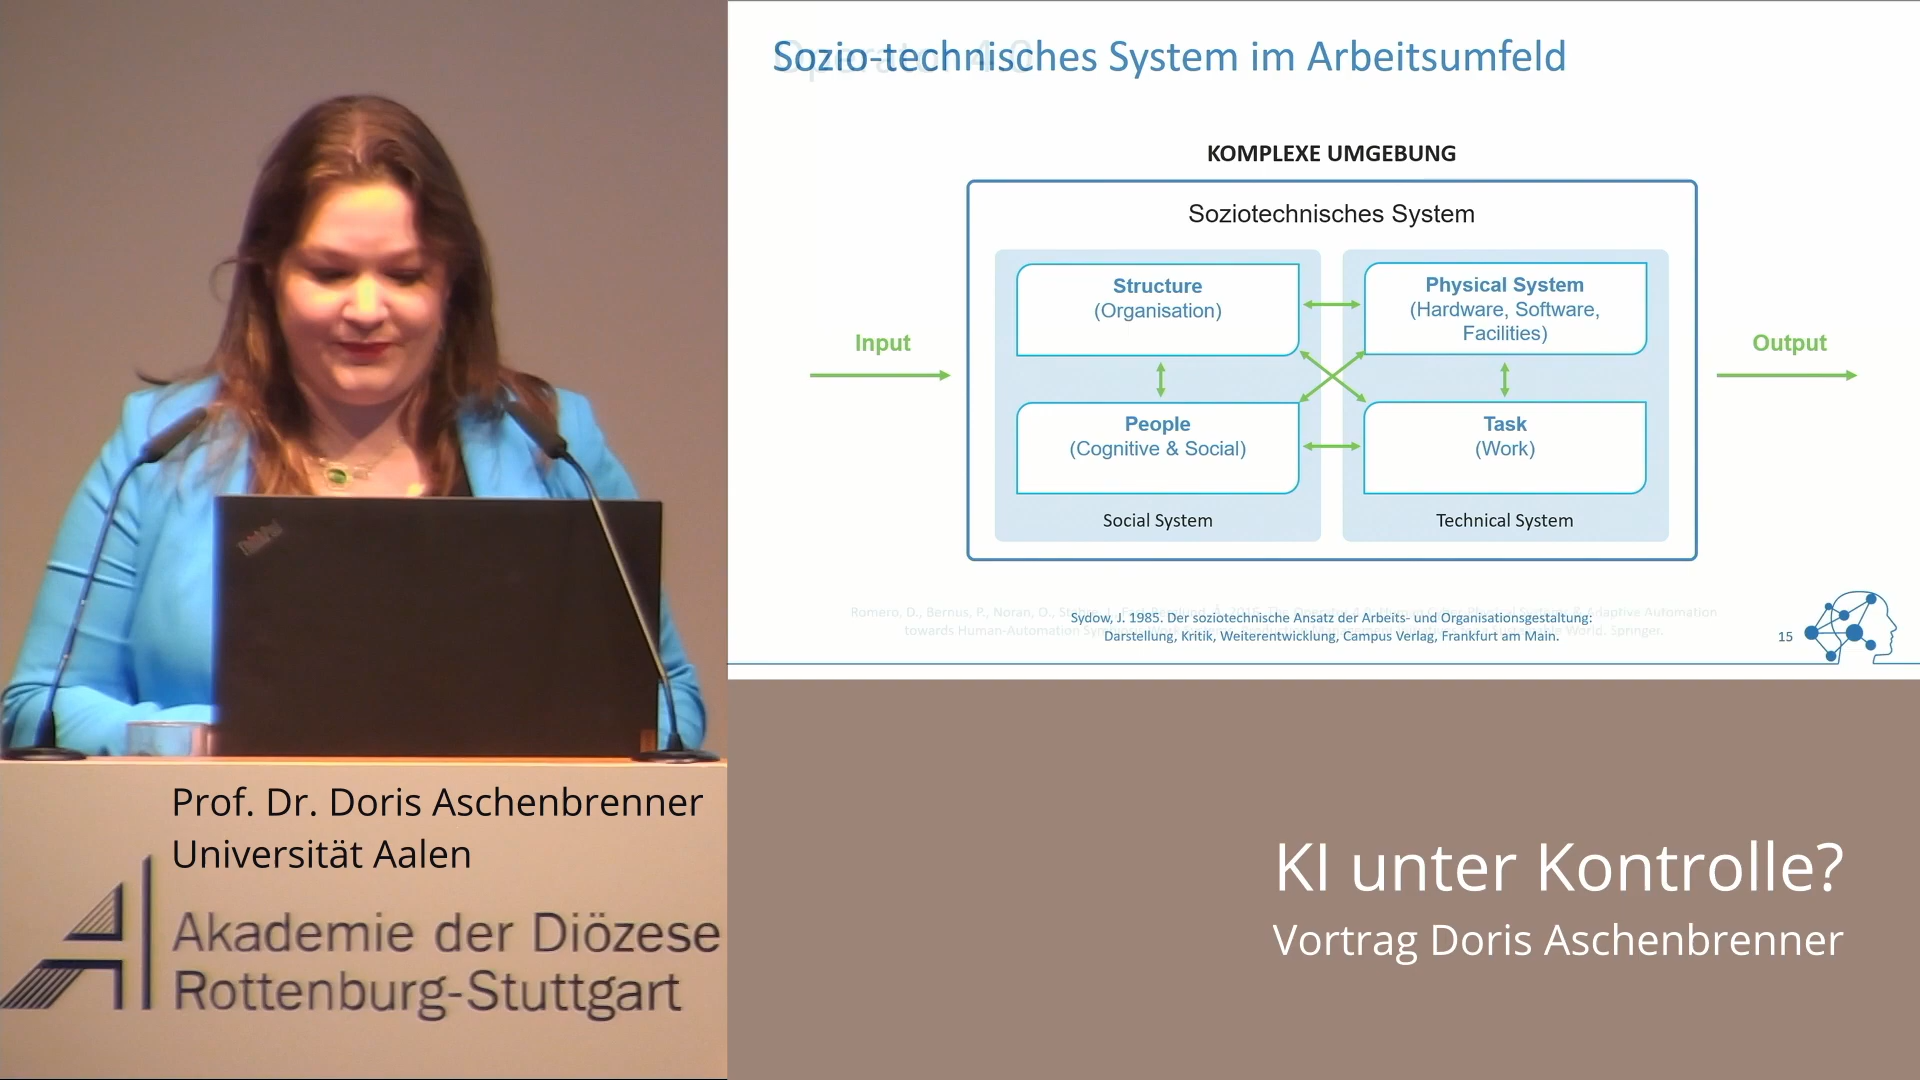 Sozio-technisches System im Arbeitsumfeld
KOMPLEXE UMGEBUNG
Soziotechnisches System
Structure
(Organisation)
Physical System
(Hardware, Software,
Facilities)
Input
Output
People
(Cognitive & Social)
Task
(Work)
Social System
Technical System
Sydow, J. 1985. Der soziotechnische Ansatz der Arbeits- und Organisationsgestaltung:
Darstellung, Kritik, Weiterentwicklung, Campus Verlag, Frankfurt am Main.
15
ThinkPad
Prof. Dr. Doris Aschenbrenner
Universität Aalen
Akademie der Diözese
Rottenburg-Stuttgart
KI unter Kontrolle?
Vortrag Doris Aschenbrenner